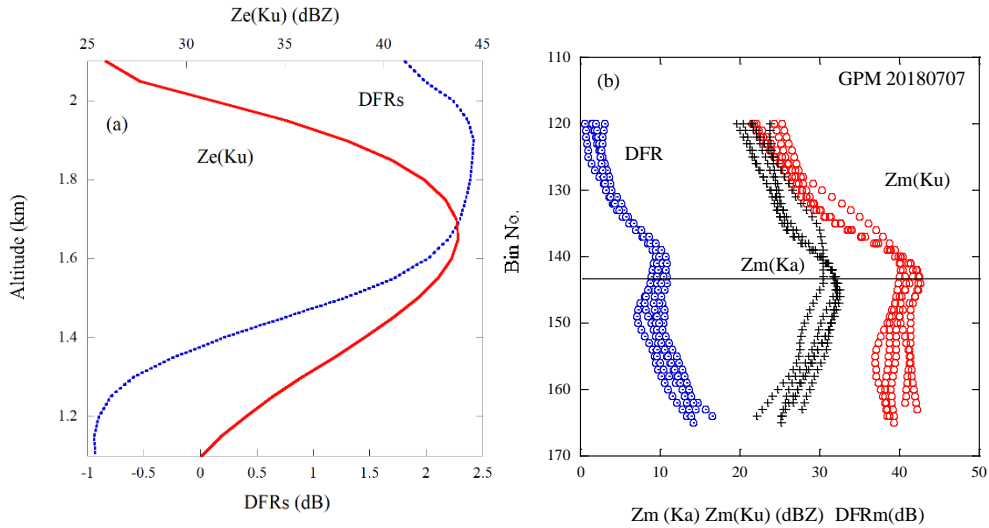 Ze(Ku) (dBZ)
25 30 35 40 45
2
1.8
1.6
1.4
1.2
Altitude (km)
(a)
DFRs
Ze(Ku)
-1 -0.5 0 0.5 1 1.5 2 2.5
DFRs (dB)
110
120
130
140
150
160
170
Bin No.
(b)
GPM 20180707
DFR
Zm(Ku)
Zm(Ka)
0 10 20 30 40 50
Zm (Ka) Zm(Ku) (dBZ) DFRm(dB)